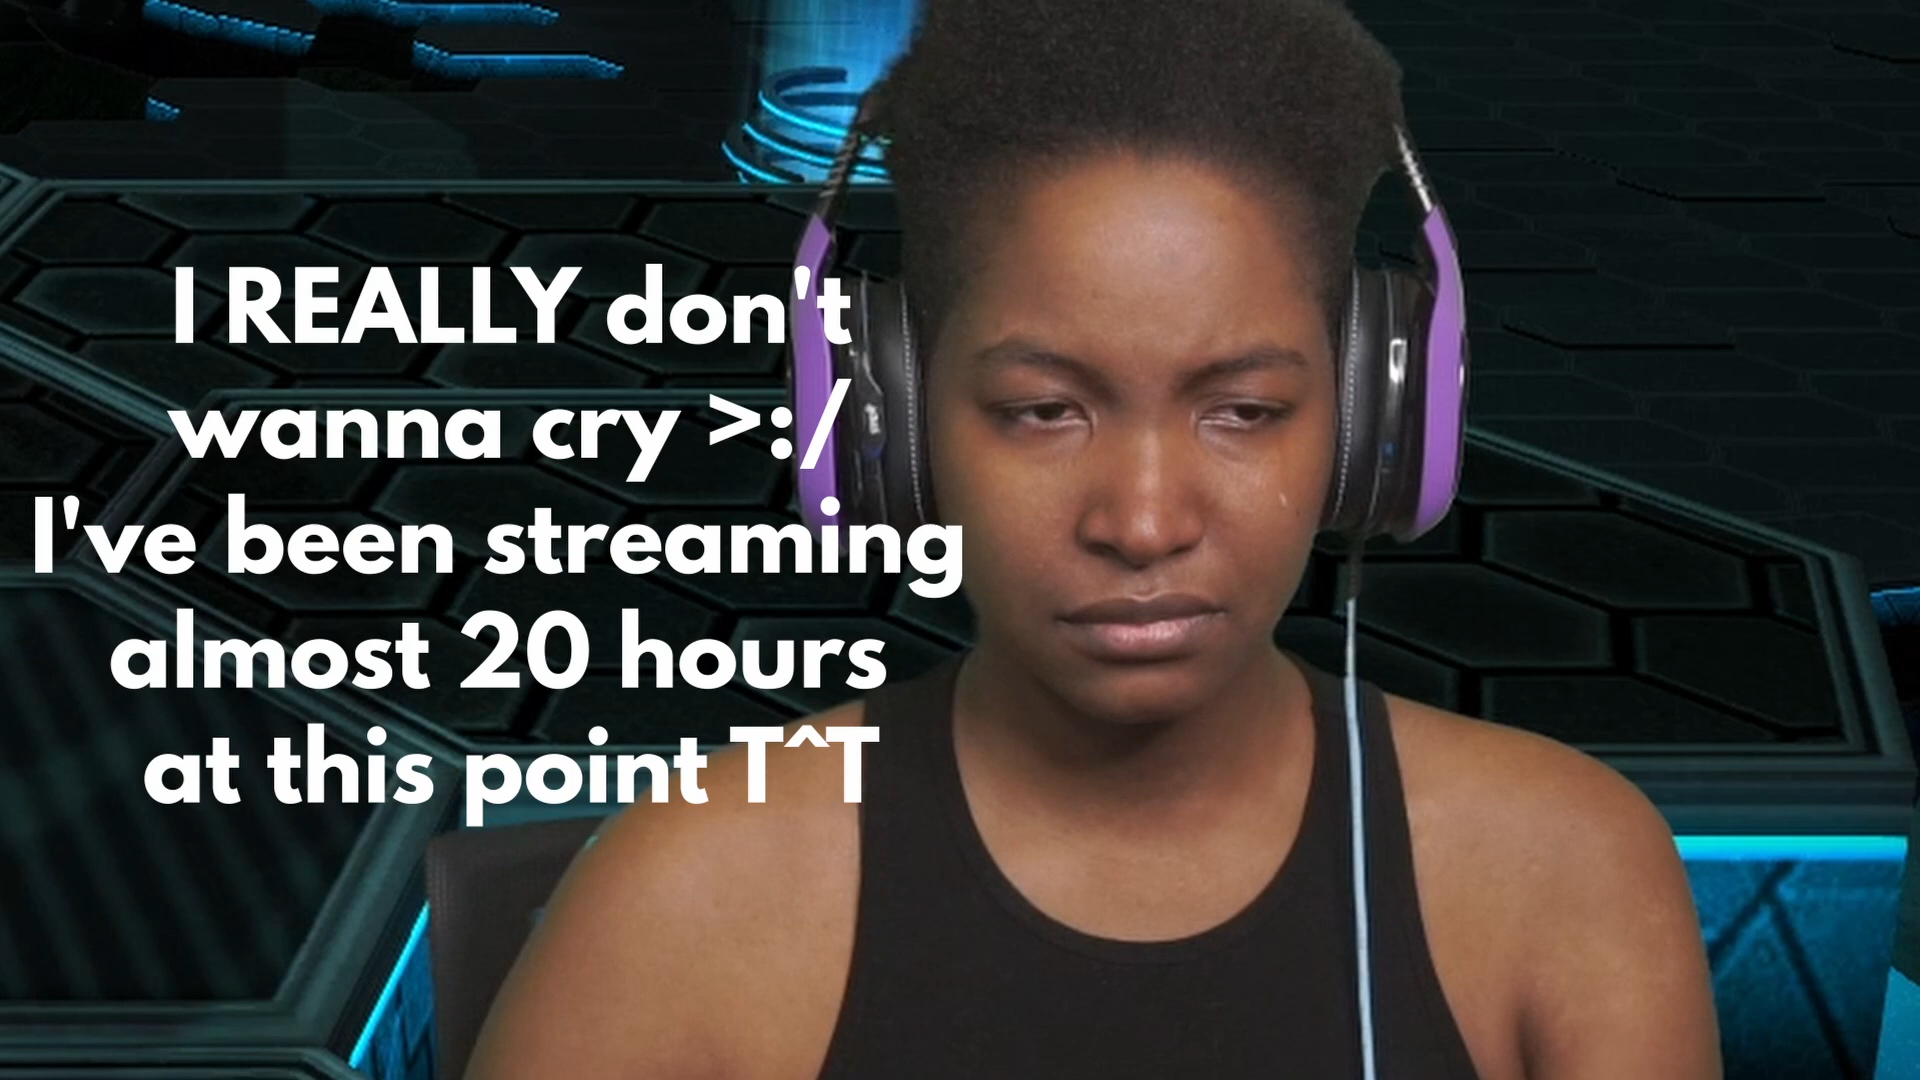 I REALLY don't
wanna cry >:/
I've been streaming
almost 20 hours
at this point T^T